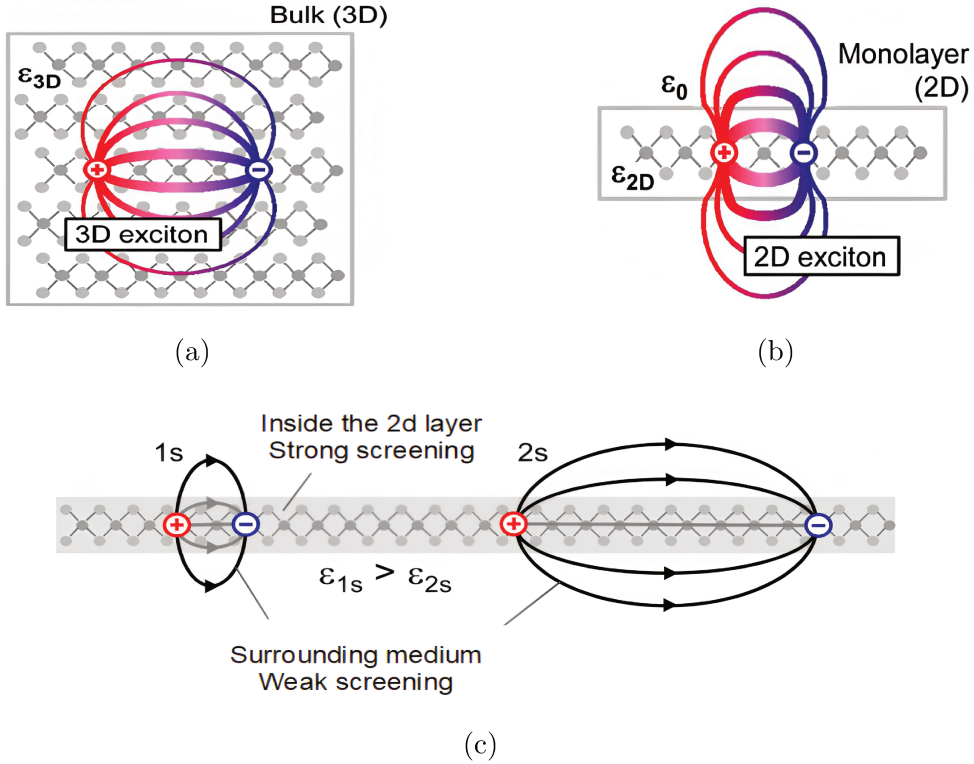 Bulk (3D)
ε3D
+
−
3D exciton
(a)
Monolayer
(2D)
ε0
+
−
ε2D
2D exciton
(b)
Inside the 2d layer
Strong screening
1s
2s
+
−
+
−
ε1s > ε2s
Surrounding medium
Weak screening
(c)